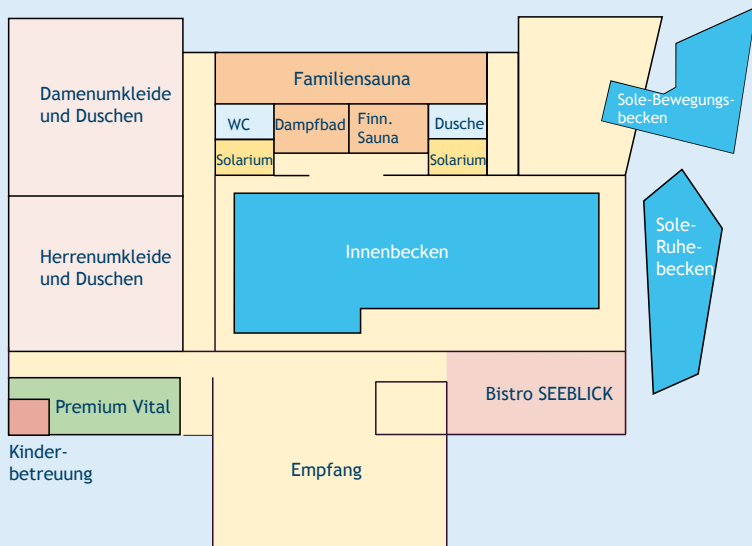 Familiensauna
Damenumkleide
und Duschen
WC
Dampfbad
Finn.
Sauna
Dusche
Sole-Bewegungs-
becken
Solarium
Solarium
Herrenumkleide
und Duschen
Innenbecken
Sole-
Ruhe-
becken
Premium Vital
Bistro SEEBLICK
Kinder-
betreuung
Empfang